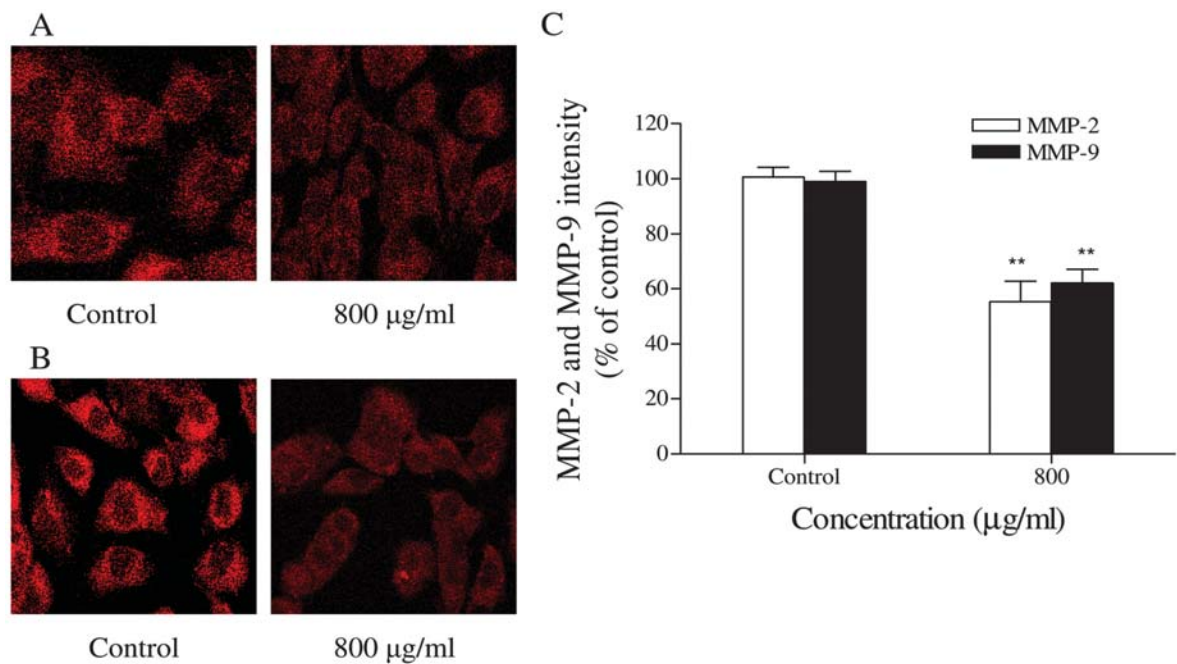 A
Control
800 μg/ml
B
Control
800 μg/ml
C
MMP-2 and MMP-9 intensity
(% of control)
120
100
80
60
40
20
0
MMP-2
MMP-9
**
**
Control
800
Concentration (μg/ml)